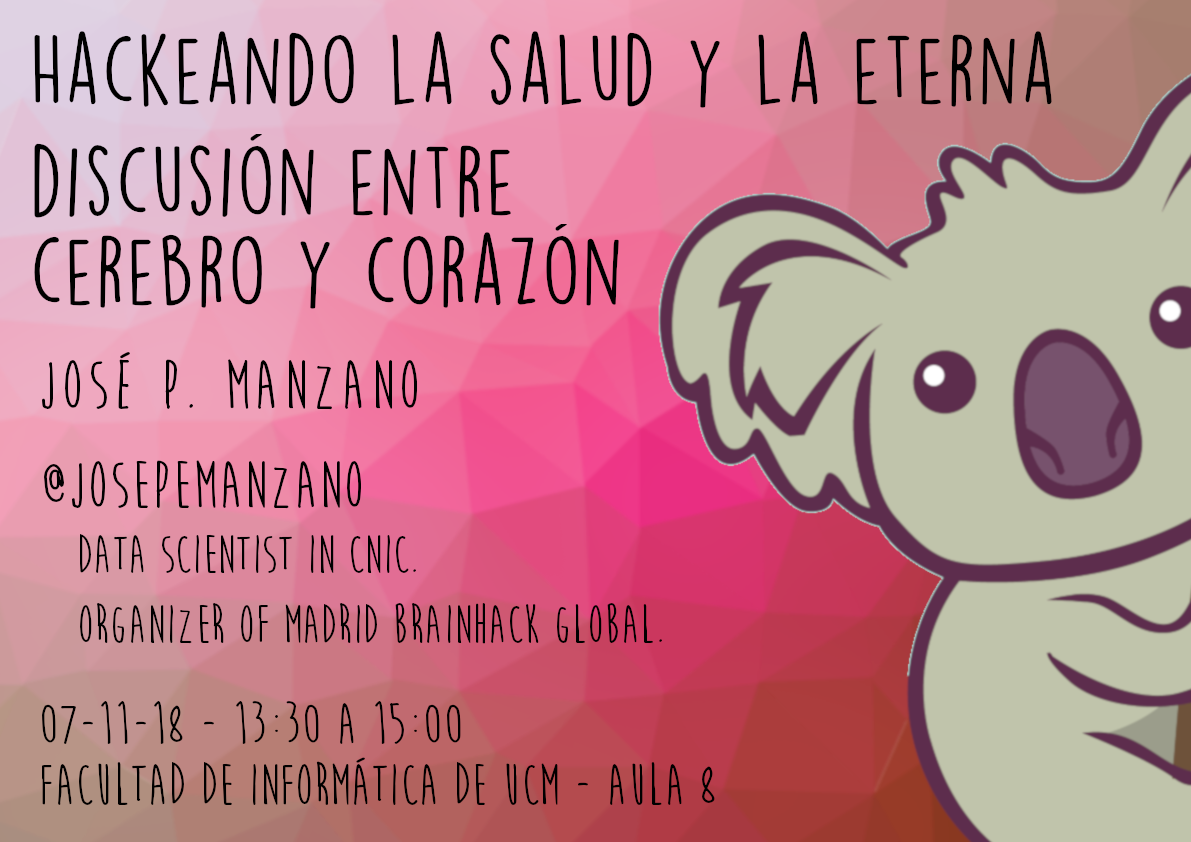 HACKEANDO LA SALUD Y LA ETERNA
DISCUSIÓN ENTRE
CEREBRO Y CORAZÓN
JOSÉ P. MANZANO
@JOSEPEMANZANO
DATA SCIENTIST IN CNIC.
ORGANIZER OF MADRID BRAINHACK GLOBAL.
07-11-18 - 13:30 A 15:00
FACULTAD DE INFORMÁTICA DE UCM - AULA 8